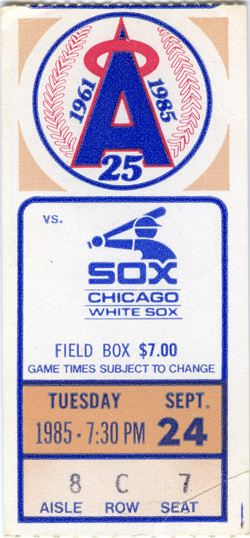 1961 A 1985
25
vs.
SOX
CHICAGO
WHITE SOX
FIELD BOX $7.00
GAME TIMES SUBJECT TO CHANGE
TUESDAY SEPT.
1985 - 7:30 PM 24
8 C 7
AISLE ROW SEAT